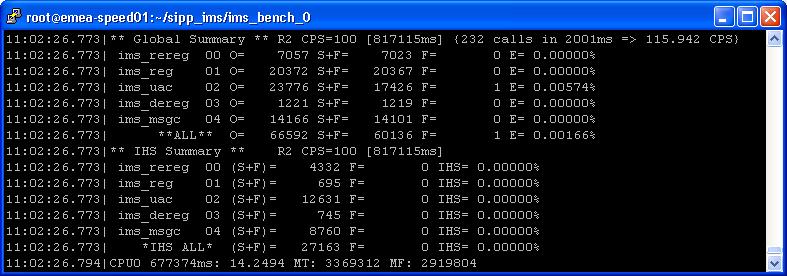 root@emea-speed01:~/sipp_ims/ims_bench_0
11:02:26.773|** Global Summary ** R2 CPS=100 [817115ms] {232 calls in 2001ms => 115.942 CPS}
11:02:26.773| ims_rereg 00 O= 7057 S+F= 7023 F= 0 E= 0.00000%
11:02:26.773| ims_reg 01 O= 20372 S+F= 20367 F= 0 E= 0.00000%
11:02:26.773| ims_uac 02 O= 23776 S+F= 17426 F= 1 E= 0.00574%
11:02:26.773| ims_dereg 03 O= 1221 S+F= 1219 F= 0 E= 0.00000%
11:02:26.773| ims_msgc 04 O= 14166 S+F= 14101 F= 0 E= 0.00000%
11:02:26.773| **ALL** O= 66592 S+F= 60136 F= 1 E= 0.00166%
11:02:26.773|** IHS Summary ** R2 CPS=100 [817115ms]
11:02:26.773| ims_rereg 00 (S+F)= 4332 F= 0 IHS= 0.00000%
11:02:26.773| ims_reg 01 (S+F)= 695 F= 0 IHS= 0.00000%
11:02:26.773| ims_uac 02 (S+F)= 12631 F= 0 IHS= 0.00000%
11:02:26.773| ims_dereg 03 (S+F)= 745 F= 0 IHS= 0.00000%
11:02:26.773| ims_msgc 04 (S+F)= 8760 F= 0 IHS= 0.00000%
11:02:26.773| *IHS ALL* (S+F)= 27163 F= 0 IHS= 0.00000%
11:02:26.794|CPU0 677374ms: 14.2494 MT: 3369312 MF: 2919804